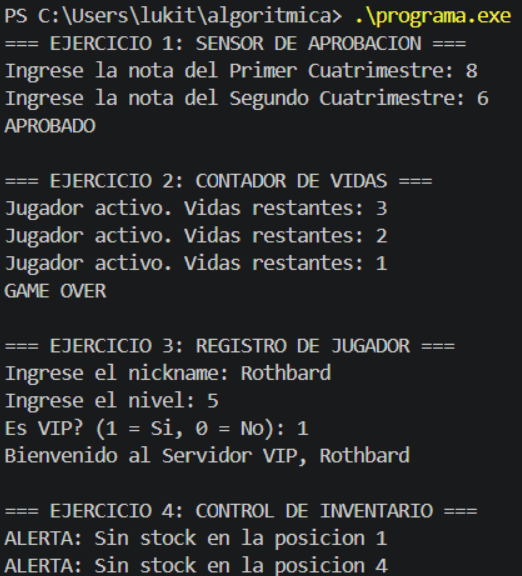 PS C:\Users\lukit\algoritmica> .\programa.exe
=== EJERCICIO 1: SENSOR DE APROBACION ===
Ingrese la nota del Primer Cuatrimestre: 8
Ingrese la nota del Segundo Cuatrimestre: 6
APROBADO

=== EJERCICIO 2: CONTADOR DE VIDAS ===
Jugador activo. Vidas restantes: 3
Jugador activo. Vidas restantes: 2
Jugador activo. Vidas restantes: 1
GAME OVER

=== EJERCICIO 3: REGISTRO DE JUGADOR ===
Ingrese el nickname: Rothbard
Ingrese el nivel: 5
Es VIP? (1 = Si, 0 = No): 1
Bienvenido al Servidor VIP, Rothbard

=== EJERCICIO 4: CONTROL DE INVENTARIO ===
ALERTA: Sin stock en la posicion 1
ALERTA: Sin stock en la posicion 4